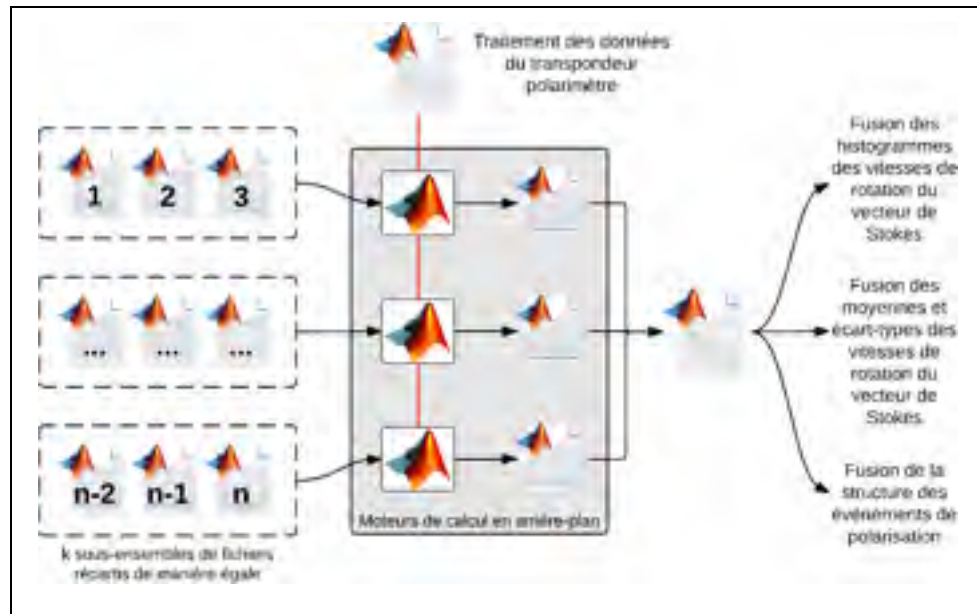 Traitement des données
du transpondeur
polarimètre
1 2 3
... ... ...
n-2 n-1 n
k sous-ensembles de fichiers
répartis de manière égale
Moteurs de calcul en arrière-plan
Fusion des
histogrammes
des vitesses de
rotation du
vecteur de
Stokes
Fusion des
moyennes et
écart-types des
vitesses de
rotation du
vecteur de
Stokes
Fusion de la
structure des
événements de
polarisation